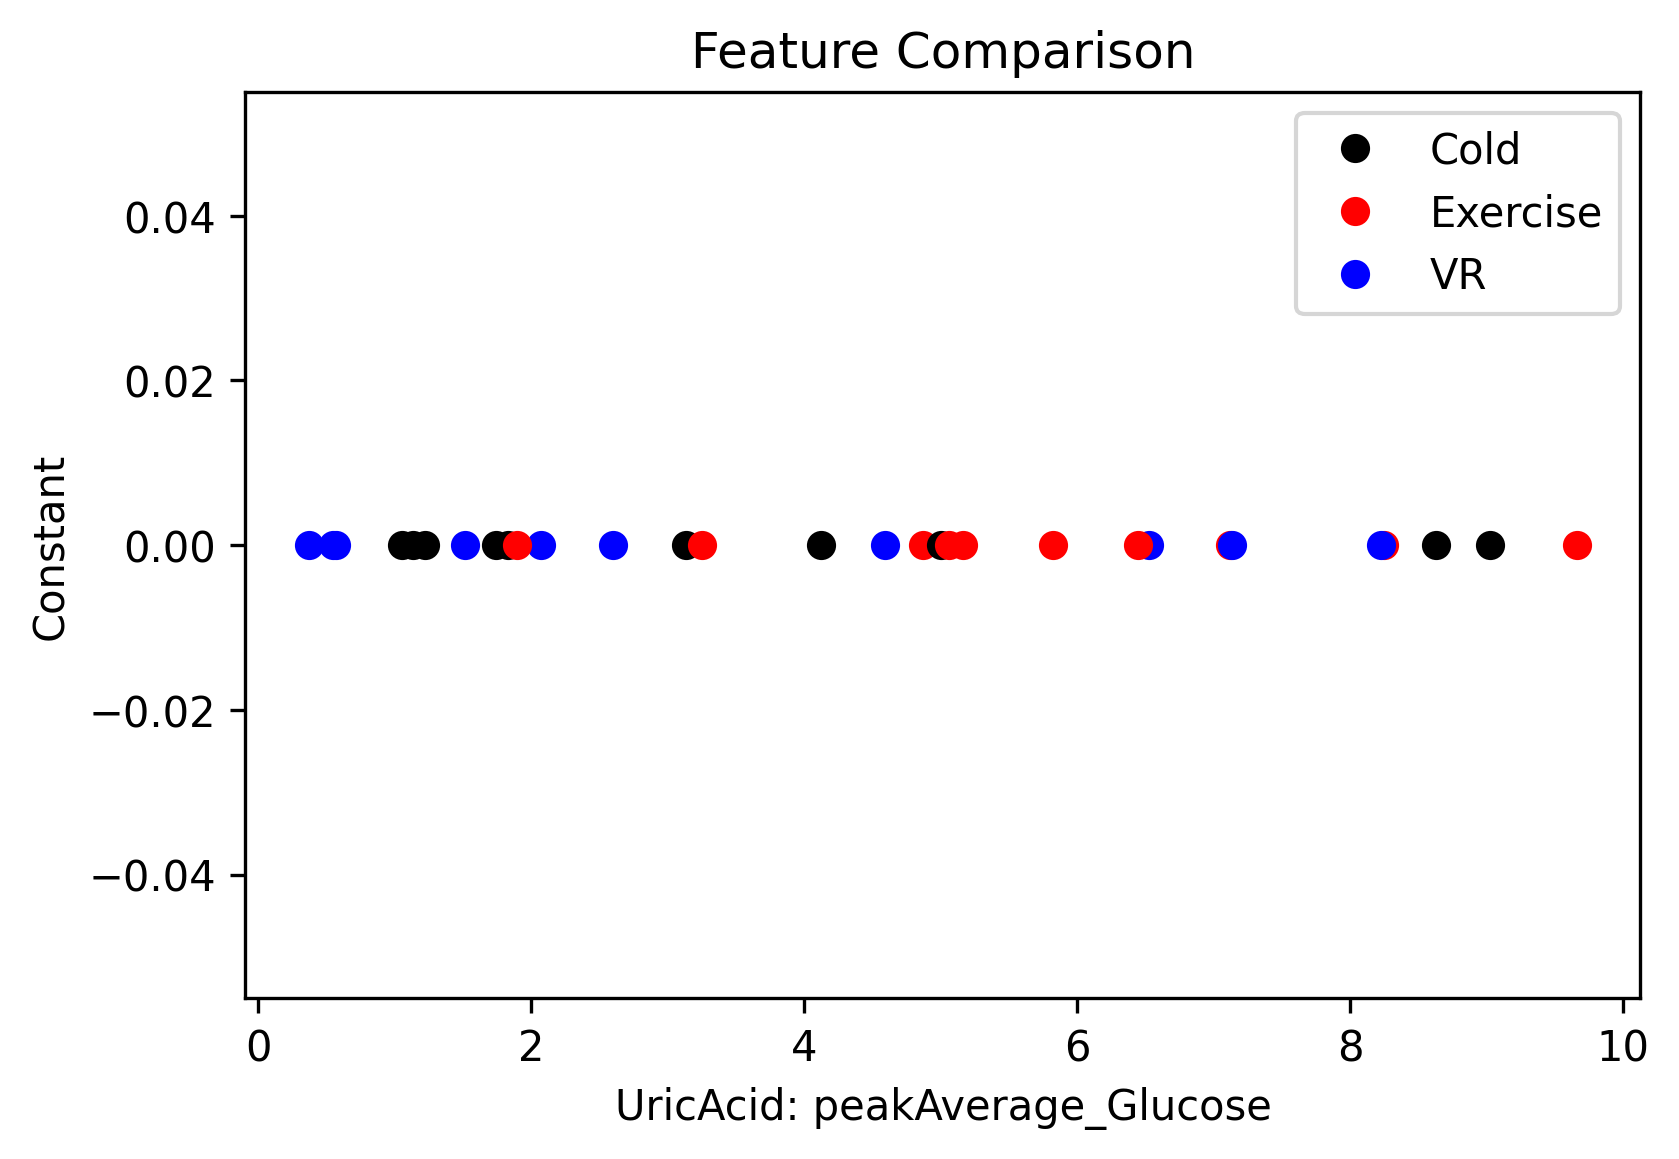 Feature Comparison
Cold
Exercise
VR
Constant
0.04
0.02
0.00
−0.02
−0.04
0 2 4 6 8 10
UricAcid: peakAverage_Glucose